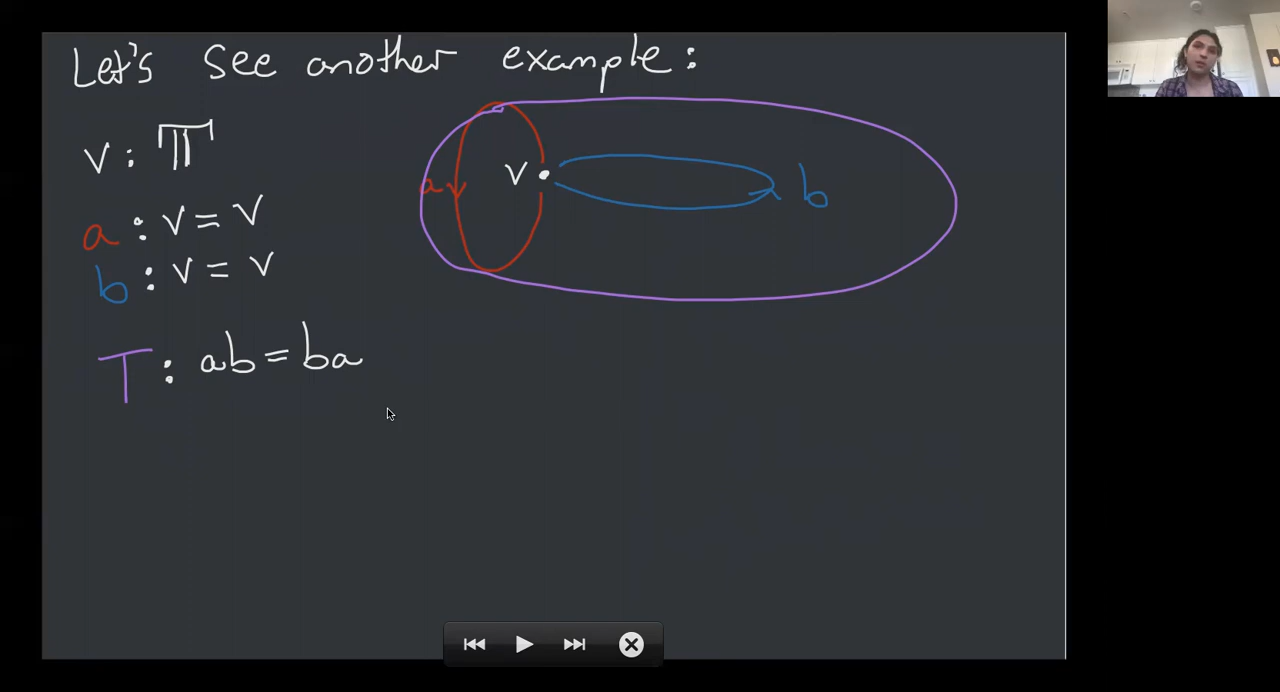 Let's see another example:
v : 𝕋
a : v = v
b : v = v
T : ab = ba
a
v
b